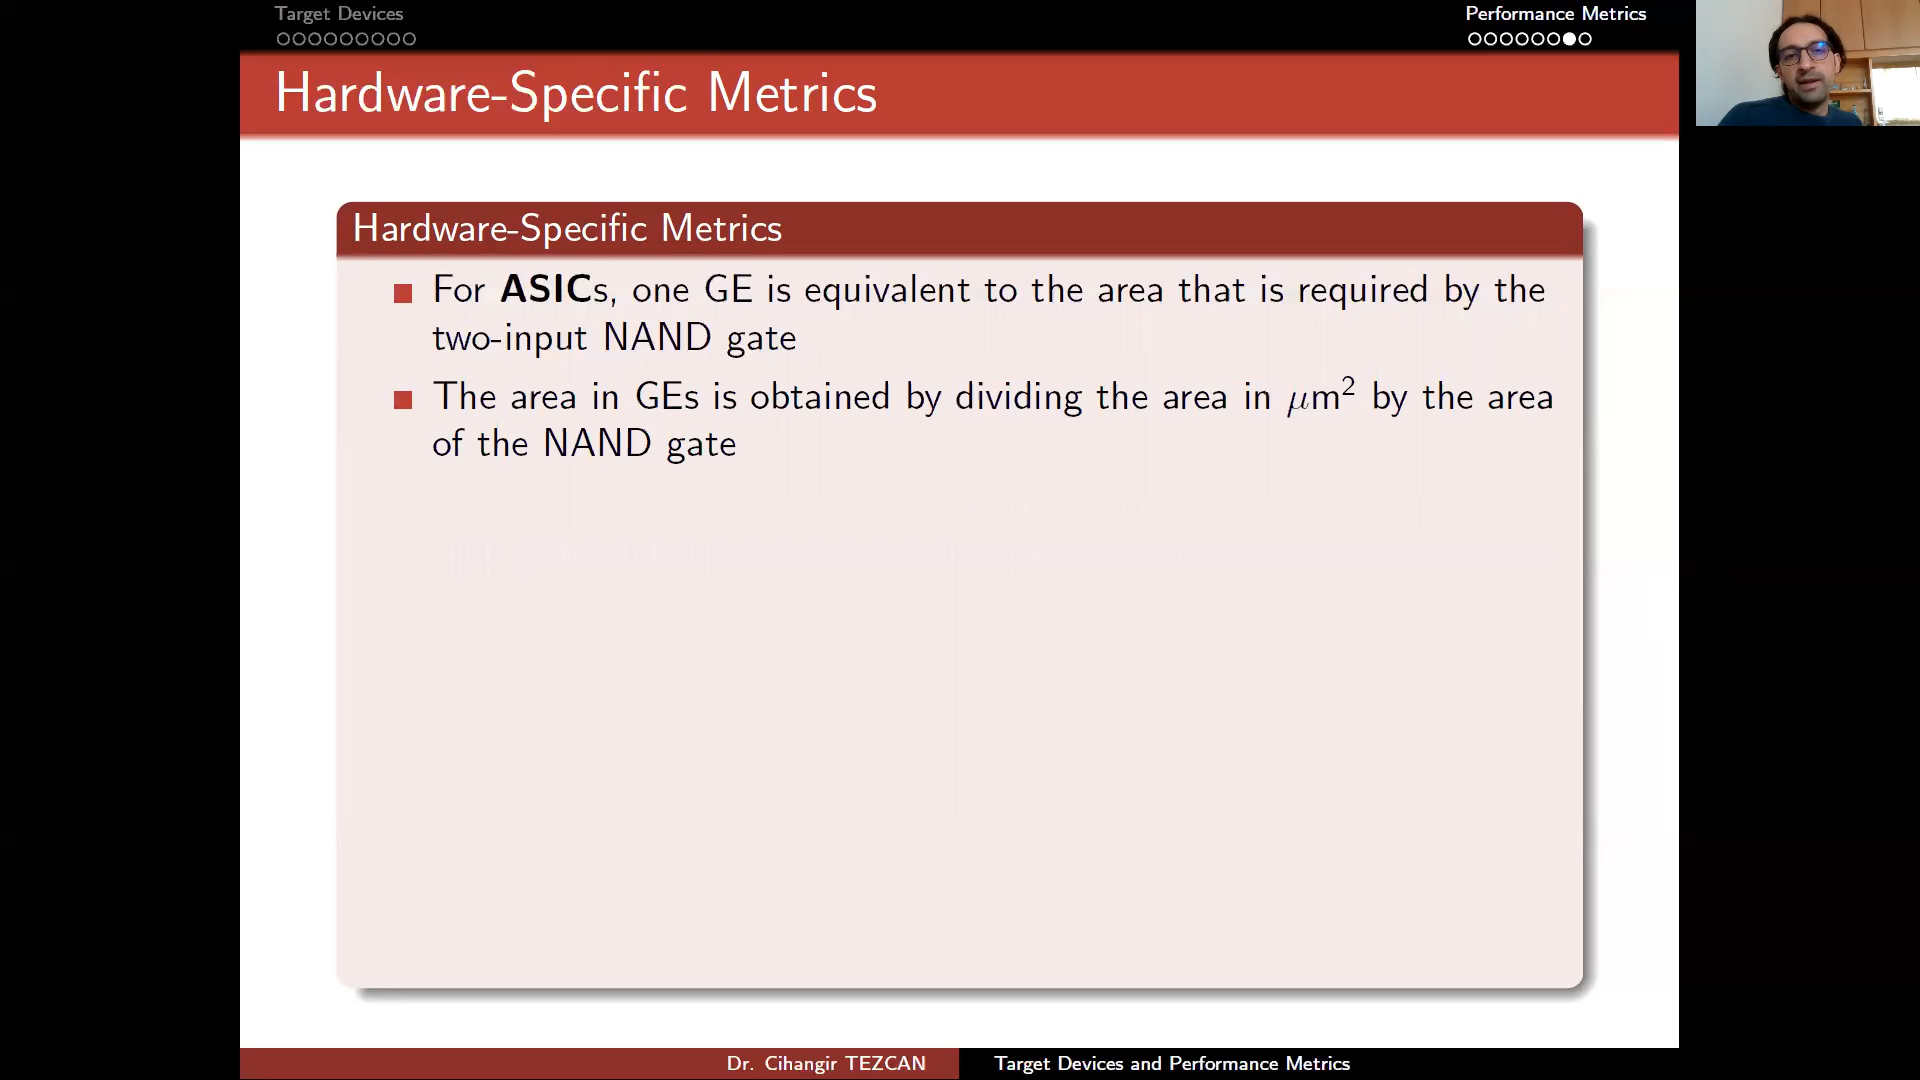 Target Devices
Performance Metrics
Hardware-Specific Metrics
Hardware-Specific Metrics
For ASICs, one GE is equivalent to the area that is required by the
two-input NAND gate
The area in GEs is obtained by dividing the area in μm² by the area
of the NAND gate
Dr. Cihangir TEZCAN
Target Devices and Performance Metrics